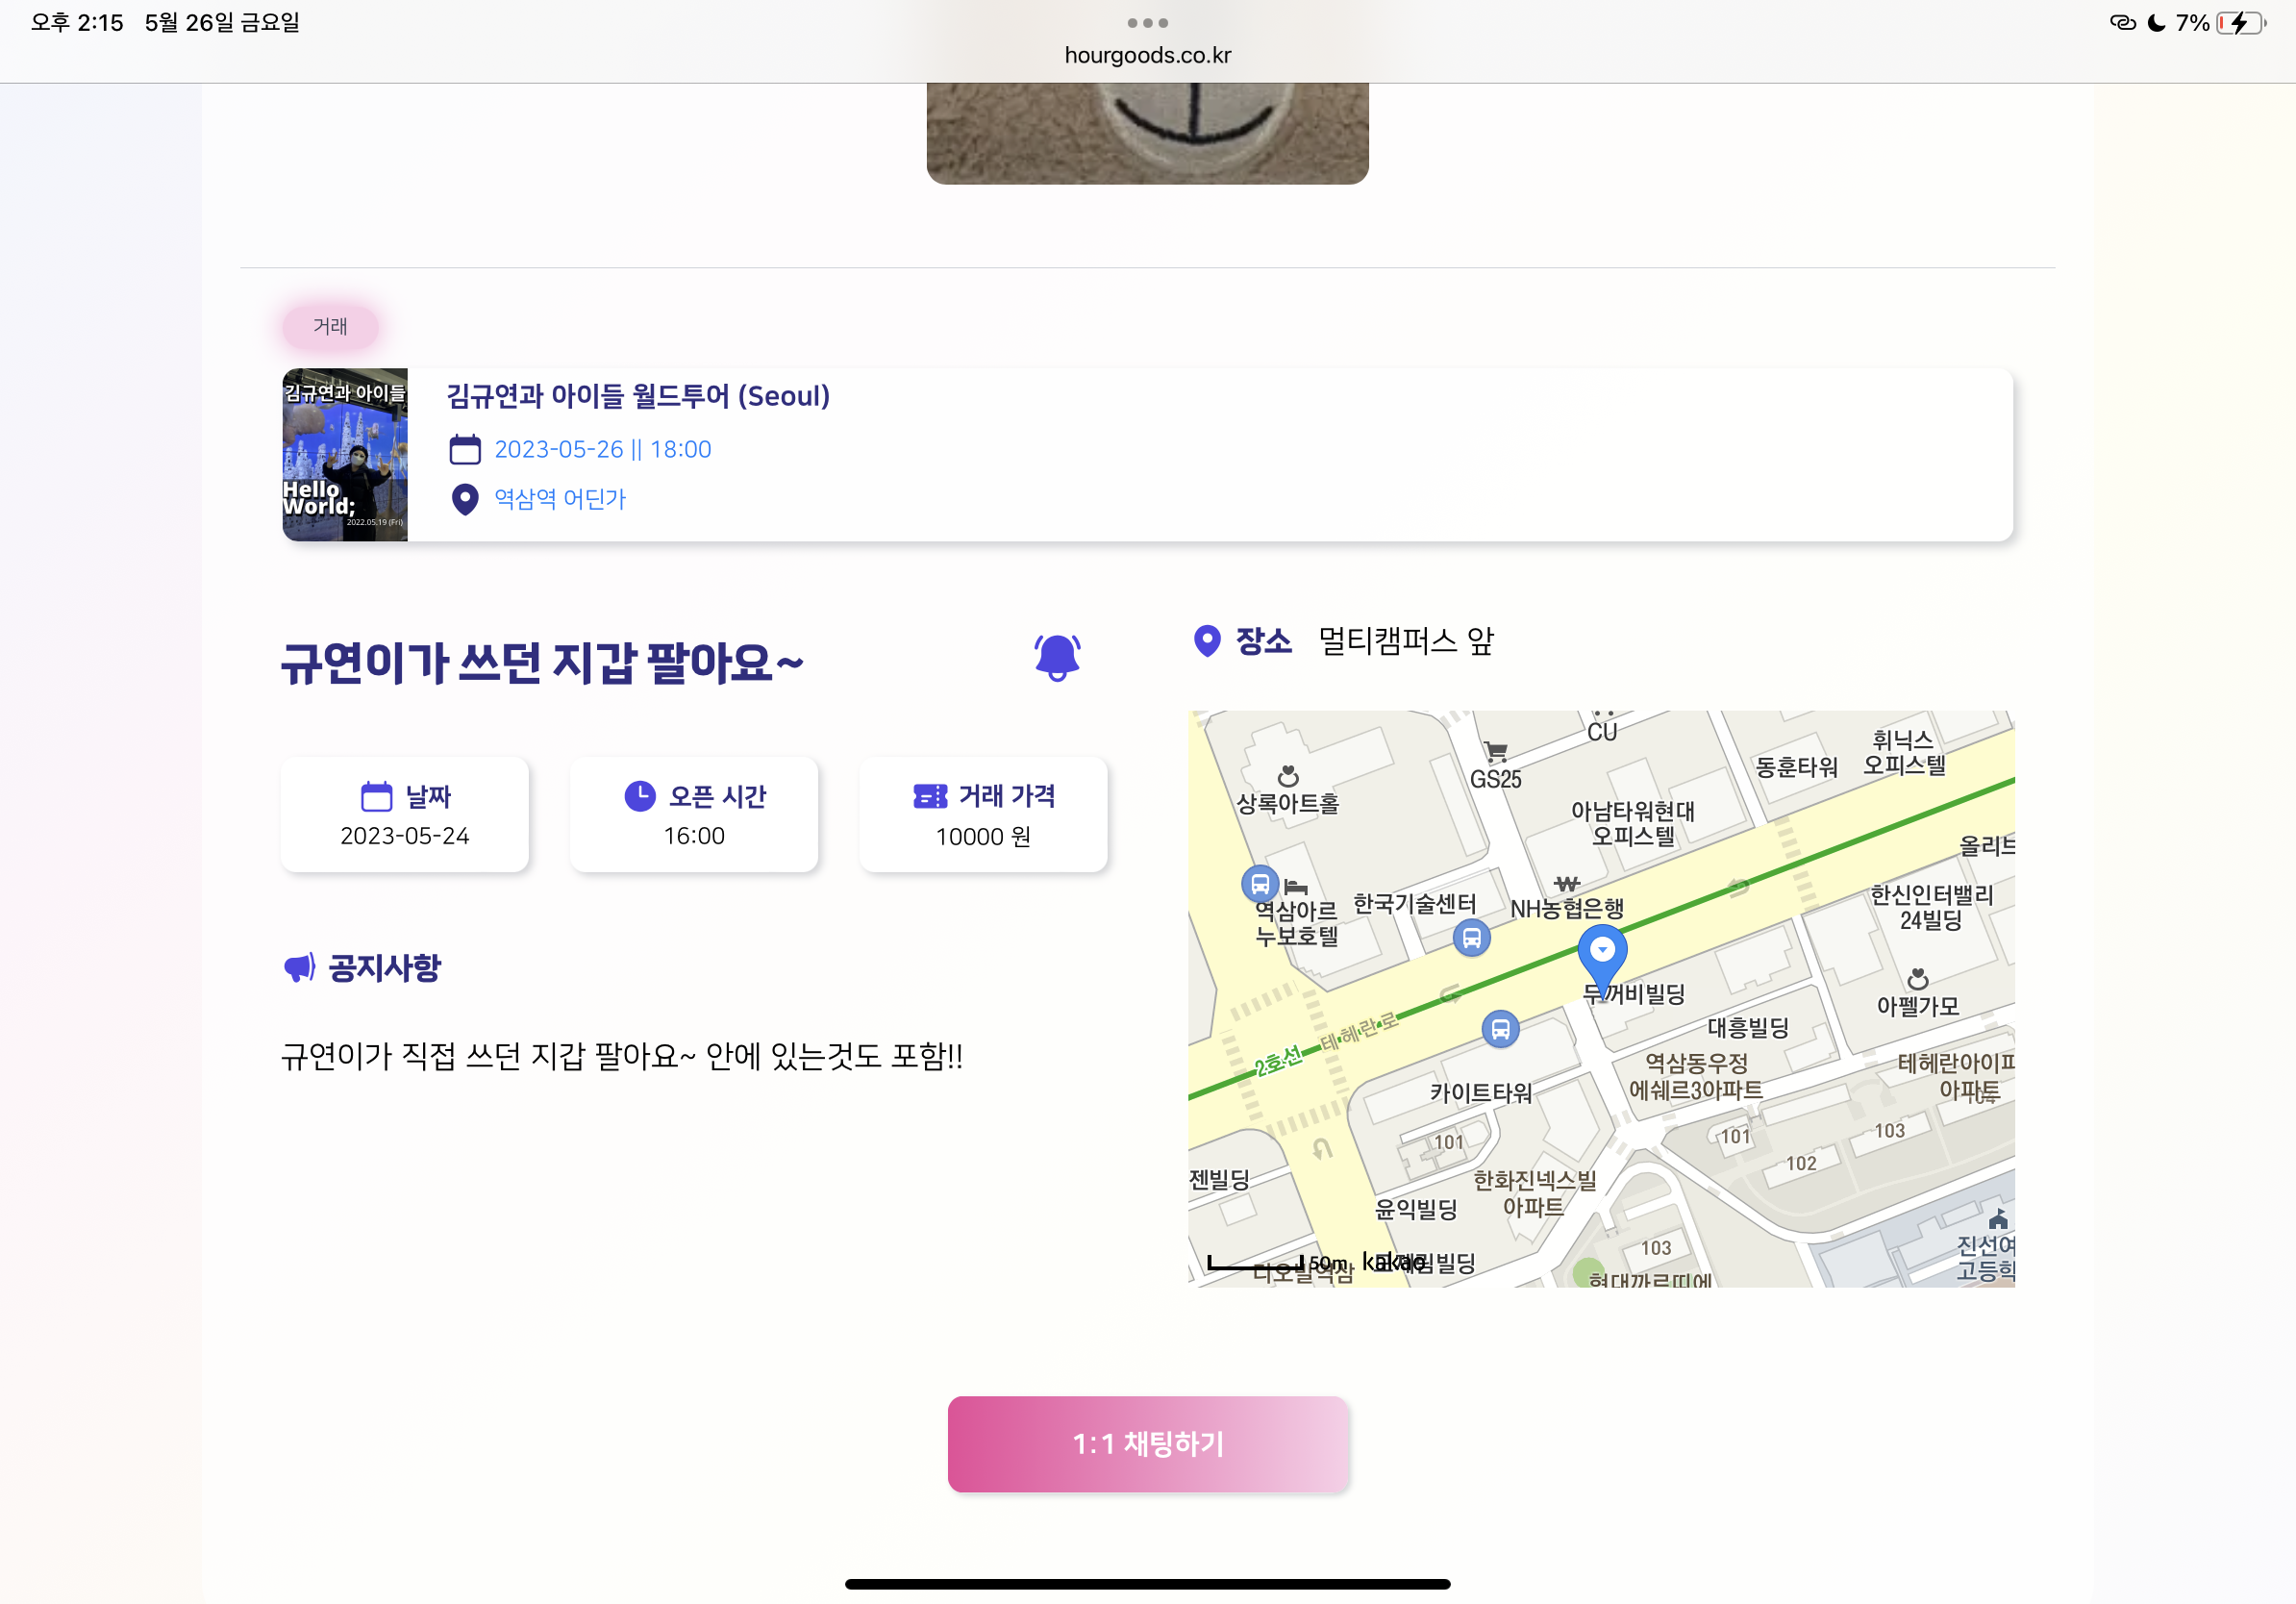 오후 2:15 5월 26일 금요일
7%
hourgoods.co.kr
거래
김규연과 아이들
Hello
World;
2022.05.19 (Fri)
김규연과 아이들 월드투어 (Seoul)
2023-05-26 || 18:00
역삼역 어딘가
규연이가 쓰던 지갑 팔아요~
날짜
2023-05-24
오픈 시간
16:00
거래 가격
10000 원
공지사항
규연이가 직접 쓰던 지갑 팔아요~ 안에 있는것도 포함!!
장소 멀티캠퍼스 앞
CU
GS25
상록아트홀
동훈타워
휘닉스
오피스텔
아남타워현대
오피스텔
올리브
역삼아르
누보호텔
한국기술센터
NH농협은행
한신인터밸리
24빌딩
두꺼비빌딩
아펠가모
대흥빌딩
2호선
테헤란로
카이트타워
역삼동우정
에쉐르3아파트
테헤란아이파
아파트
104
101
101
103
102
젠빌딩
한화진넥스빌
아파트
윤익빌딩
103
진선여
고등학
50m kakao
디오빌역삼
림빌딩
현대까르띠에
1:1 채팅하기